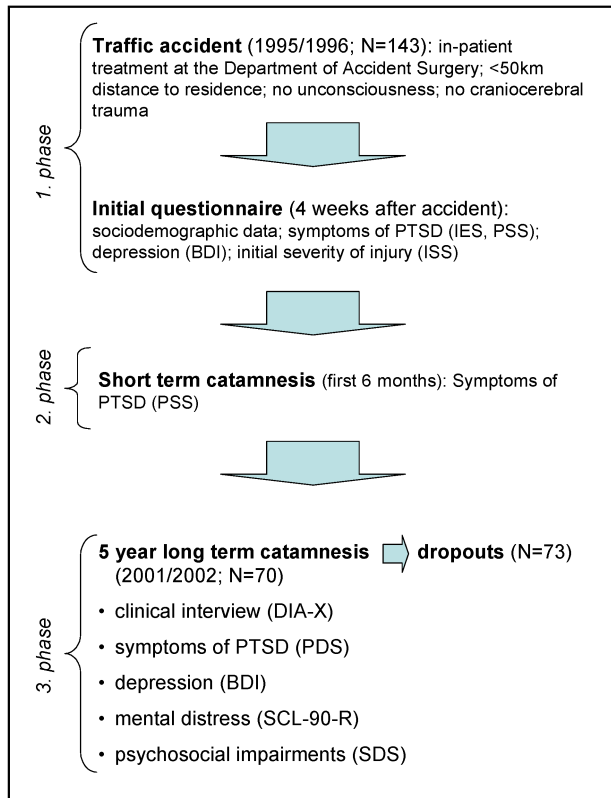 1. phase
Traffic accident (1995/1996; N=143): in-patient
treatment at the Department of Accident Surgery; <50km
distance to residence; no unconsciousness; no craniocerebral
trauma
Initial questionnaire (4 weeks after accident):
sociodemographic data; symptoms of PTSD (IES, PSS);
depression (BDI); initial severity of injury (ISS)
2. phase
Short term catamnesis (first 6 months): Symptoms of
PTSD (PSS)
3. phase
5 year long term catamnesis dropouts (N=73)
(2001/2002; N=70)
• clinical interview (DIA-X)
• symptoms of PTSD (PDS)
• depression (BDI)
• mental distress (SCL-90-R)
• psychosocial impairments (SDS)